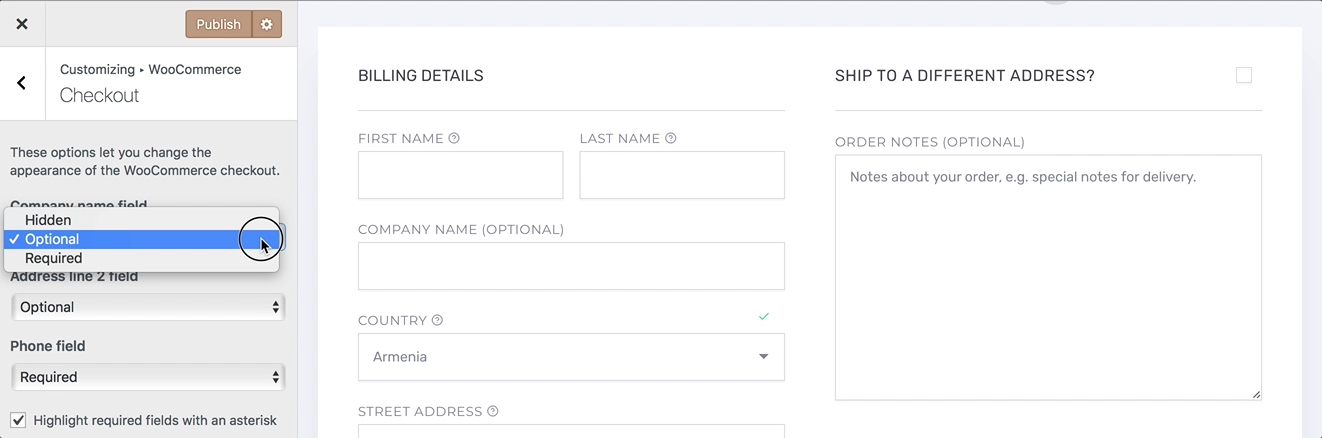 Publish
Customizing ▸ WooCommerce
Checkout
These options let you change the
appearance of the WooCommerce checkout.
Company name field
Hidden
✓ Optional
Required
Address line 2 field
Optional
Phone field
Required
Highlight required fields with an asterisk
BILLING DETAILS
FIRST NAME
LAST NAME
COMPANY NAME (OPTIONAL)
COUNTRY
Armenia
STREET ADDRESS
SHIP TO A DIFFERENT ADDRESS?
ORDER NOTES (OPTIONAL)
Notes about your order, e.g. special notes for delivery.